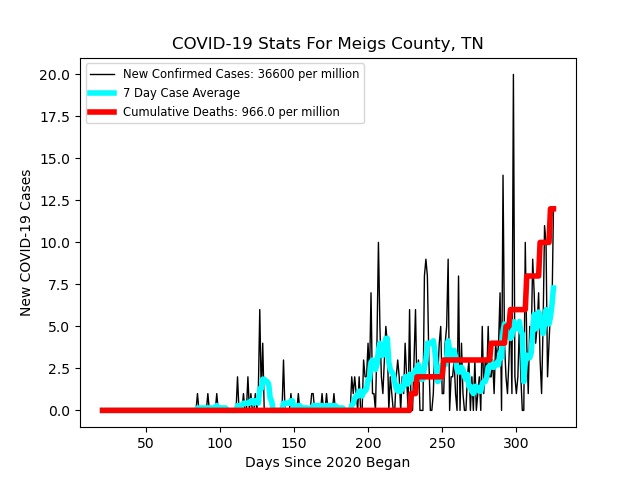 COVID-19 Stats For Meigs County, TN
New Confirmed Cases: 36600 per million
7 Day Case Average
Cumulative Deaths: 966.0 per million
New COVID-19 Cases
20.0
17.5
15.0
12.5
10.0
7.5
5.0
2.5
0.0
50 100 150 200 250 300
Days Since 2020 Began